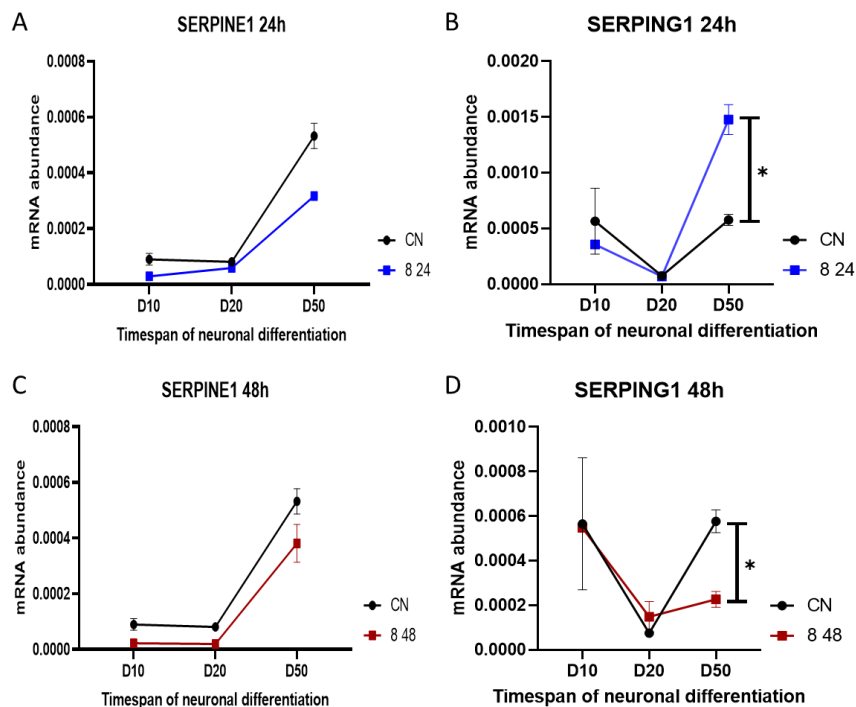 A
SERPINE1 24h
0.0008
0.0006
0.0004
0.0002
0.0000
mRNA abundance
D10 D20 D50
Timespan of neuronal differentiation
CN
8 24
B
SERPING1 24h
0.0020
0.0015
0.0010
0.0005
0.0000
mRNA abundance
*
D10 D20 D50
Timespan of neuronal differentiation
CN
8 24
C
SERPINE1 48h
0.0008
0.0006
0.0004
0.0002
0.0000
mRNA abundance
D10 D20 D50
Timespan of neuronal differentiation
CN
8 48
D
SERPING1 48h
0.0010
0.0008
0.0006
0.0004
0.0002
0.0000
mRNA abundance
*
D10 D20 D50
Timespan of neuronal differentiation
CN
8 48